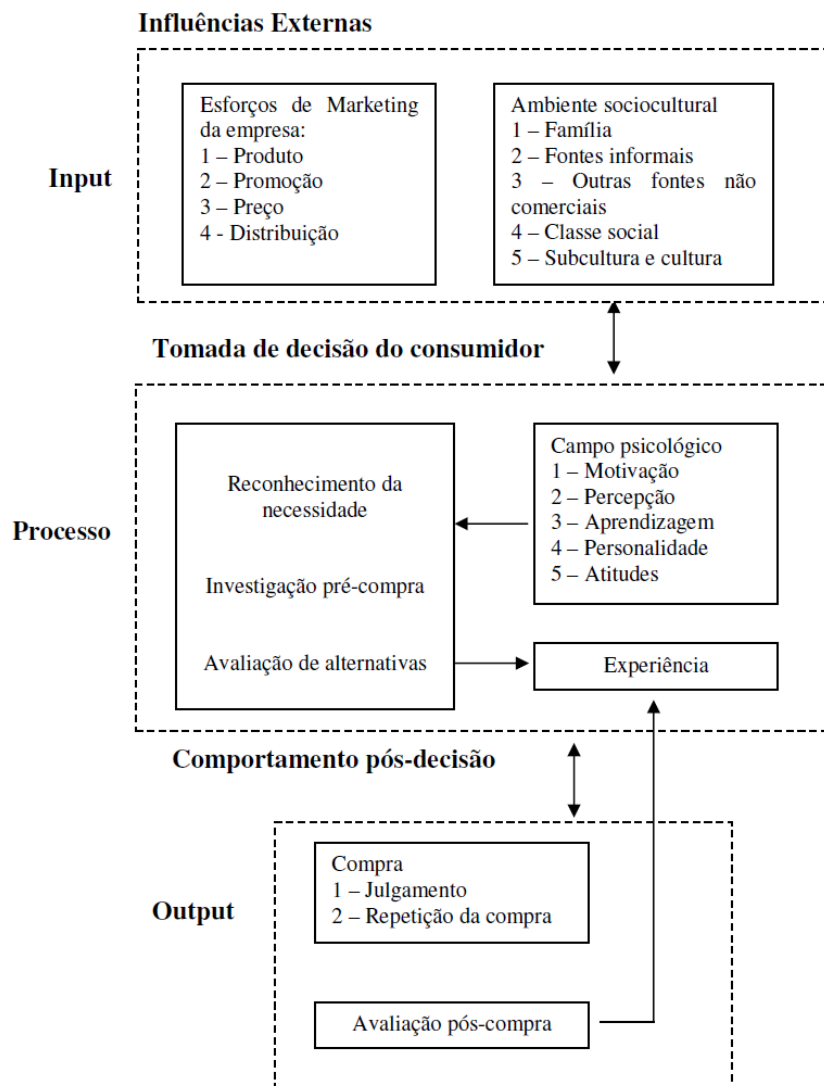 Influências Externas
Input
Esforços de Marketing
da empresa:
1 – Produto
2 – Promoção
3 – Preço
4 - Distribuição
Ambiente sociocultural
1 – Família
2 – Fontes informais
3 – Outras fontes não
comerciais
4 – Classe social
5 – Subcultura e cultura
Tomada de decisão do consumidor
Processo
Reconhecimento da
necessidade
Investigação pré-compra
Avaliação de alternativas
Campo psicológico
1 – Motivação
2 – Percepção
3 – Aprendizagem
4 – Personalidade
5 – Atitudes
Experiência
Comportamento pós-decisão
Output
Compra
1 – Julgamento
2 – Repetição da compra
Avaliação pós-compra